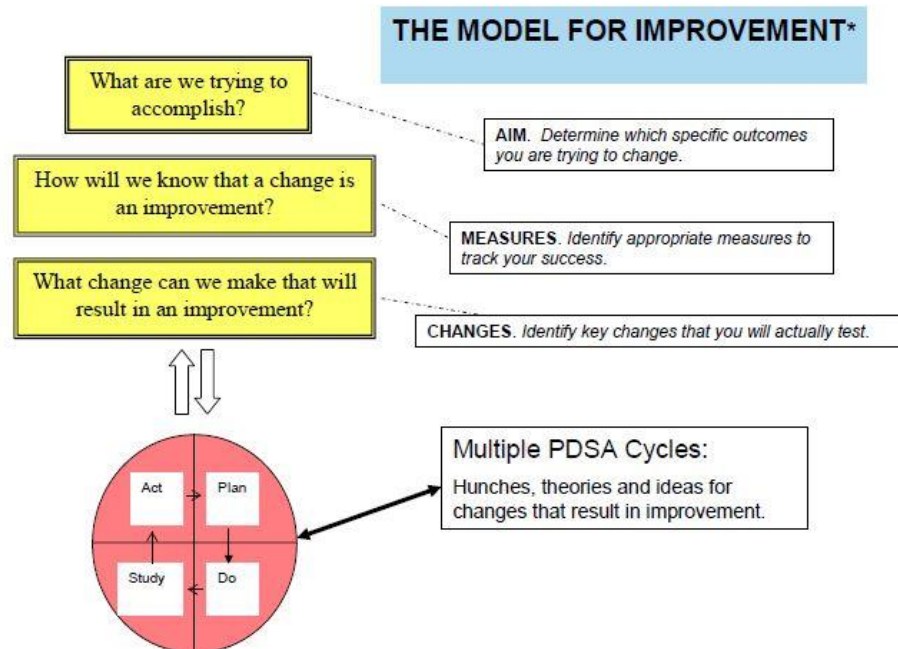 THE MODEL FOR IMPROVEMENT*
What are we trying to
accomplish?
AIM. Determine which specific outcomes
you are trying to change.
How will we know that a change is
an improvement?
MEASURES. Identify appropriate measures to
track your success.
What change can we make that will
result in an improvement?
CHANGES. Identify key changes that you will actually test.
Multiple PDSA Cycles:
Hunches, theories and ideas for
changes that result in improvement.
Act
Plan
Study
Do